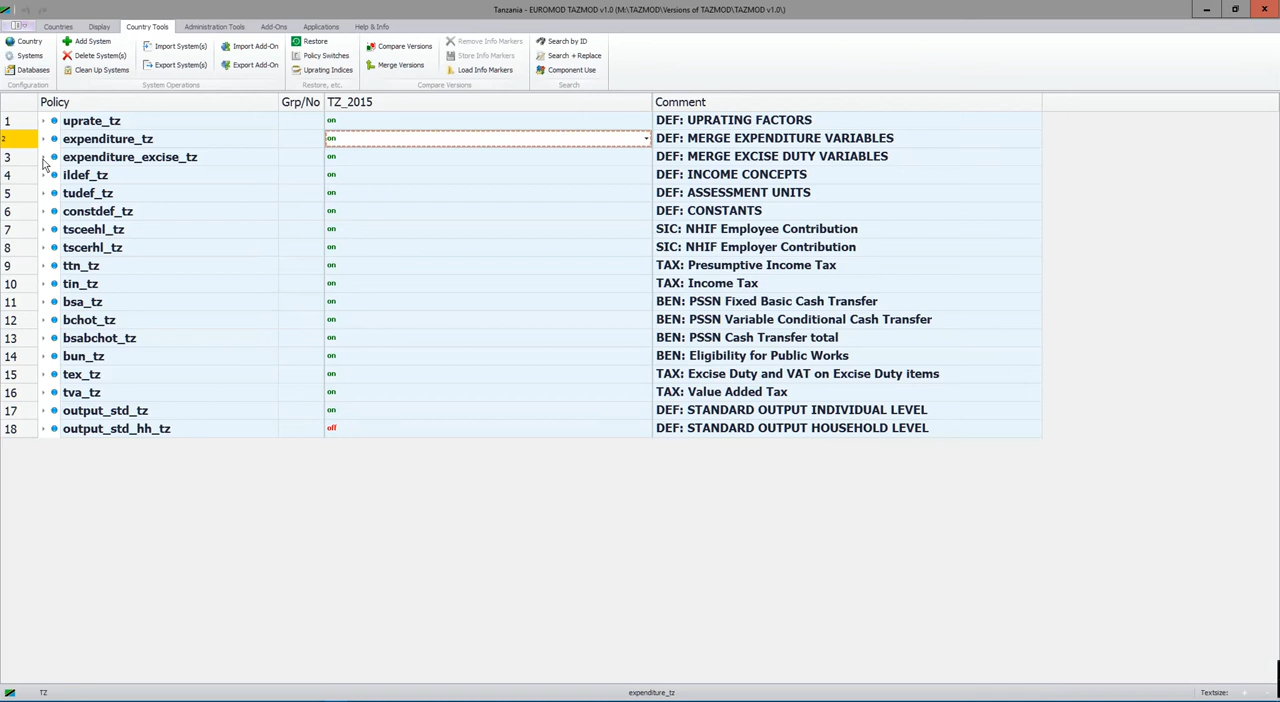 Tanzania - EUROMOD TAZMOD v1.0 (M:\TAZMOD\Versions of TAZMOD\TAZMOD v1.0\)
Countries Display Country Tools Administration Tools Add-Ons Applications Help & Info
Country Add System Import System(s) Import Add-On Restore Compare Versions Remove Info Markers Search by ID
Systems Delete System(s) Policy Switches Store Info Markers Search + Replace
Databases Clean Up Systems Export System(s) Export Add-On Uprating Indices Merge Versions Load Info Markers Component Use
Configuration System Operations Restore, etc. Compare Versions Search
Policy Grp/No TZ_2015 Comment
1 uprate_tz on DEF: UPRATING FACTORS
2 expenditure_tz on DEF: MERGE EXPENDITURE VARIABLES
3 expenditure_excise_tz on DEF: MERGE EXCISE DUTY VARIABLES
4 ildef_tz on DEF: INCOME CONCEPTS
5 tudef_tz on DEF: ASSESSMENT UNITS
6 constdef_tz on DEF: CONSTANTS
7 tsceehl_tz on SIC: NHIF Employee Contribution
8 tscerhl_tz on SIC: NHIF Employer Contribution
9 ttn_tz on TAX: Presumptive Income Tax
10 tin_tz on TAX: Income Tax
11 bsa_tz on BEN: PSSN Fixed Basic Cash Transfer
12 bchot_tz on BEN: PSSN Variable Conditional Cash Transfer
13 bsabchot_tz on BEN: PSSN Cash Transfer total
14 bun_tz on BEN: Eligibility for Public Works
15 tex_tz on TAX: Excise Duty and VAT on Excise Duty items
16 tva_tz on TAX: Value Added Tax
17 output_std_tz on DEF: STANDARD OUTPUT INDIVIDUAL LEVEL
18 output_std_hh_tz off DEF: STANDARD OUTPUT HOUSEHOLD LEVEL
TZ expenditure_tz Textsize: + -